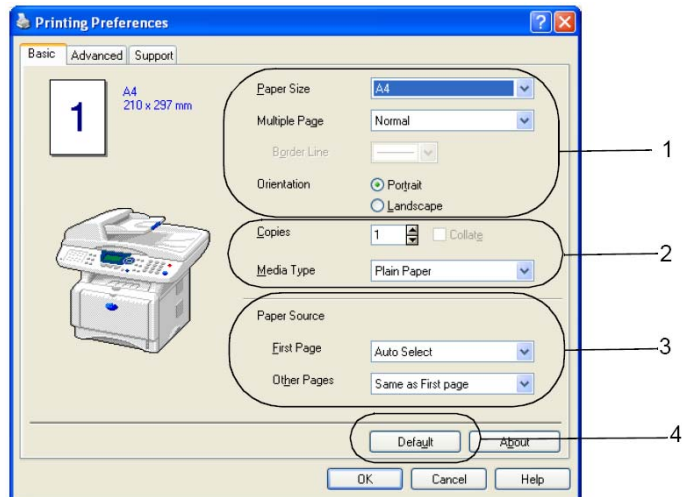 Printing Preferences
Basic Advanced Support
1
A4
210 x 297 mm
Paper Size A4
Multiple Page Normal
Border Line
Orientation Portrait
Landscape
1
Copies 1 Collate
Media Type Plain Paper
2
Paper Source
First Page Auto Select
Other Pages Same as First page
3
Default About
4
OK Cancel Help